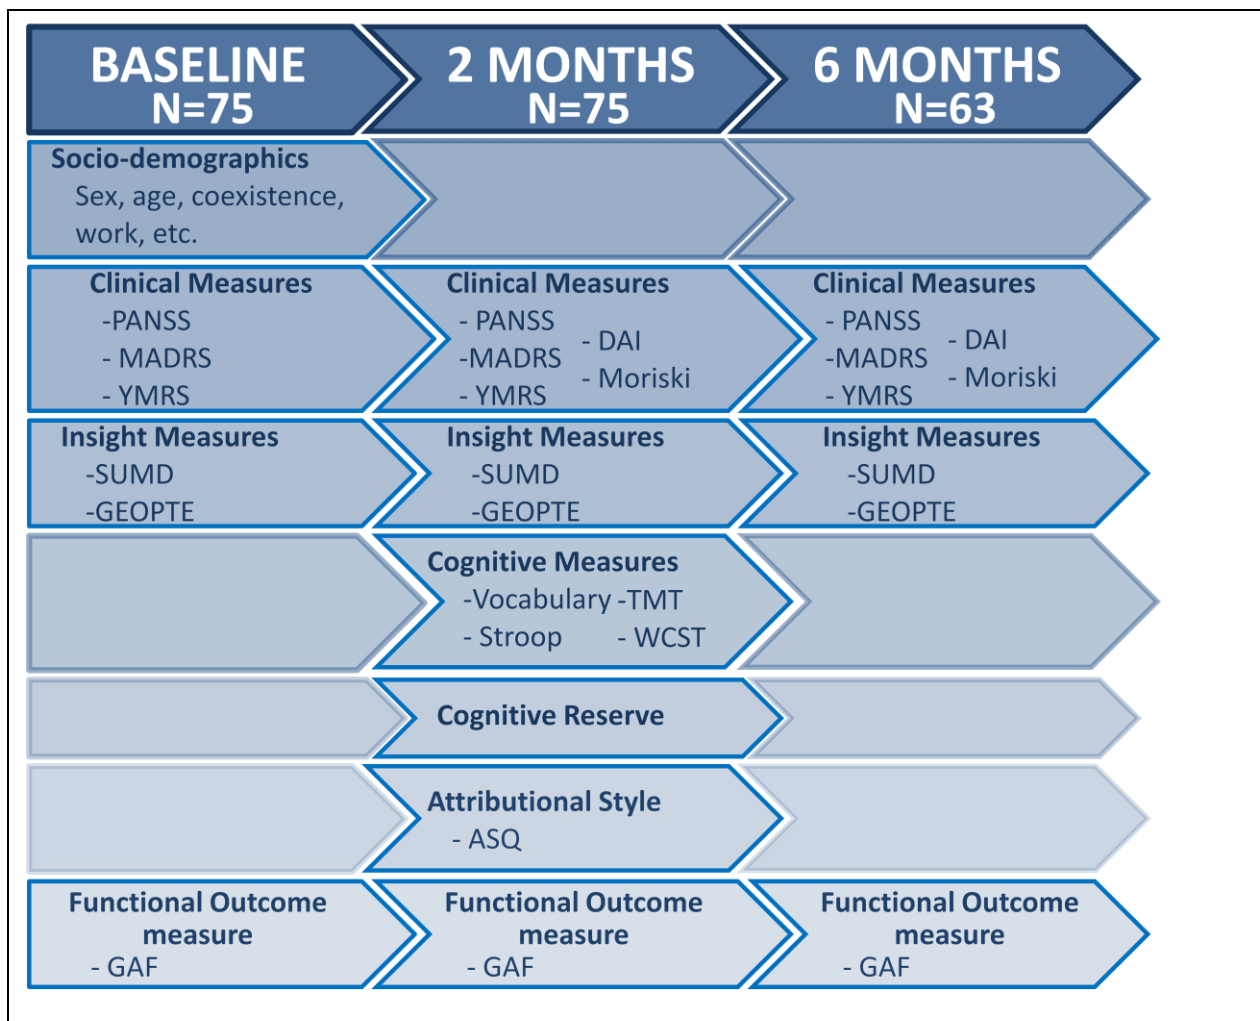 BASELINE
N=75
2 MONTHS
N=75
6 MONTHS
N=63
Socio-demographics
Sex, age, coexistence,
work, etc.
Clinical Measures
-PANSS
- MADRS
- YMRS
Clinical Measures
- PANSS
-MADRS
- YMRS
- DAI
- Moriski
Clinical Measures
- PANSS
-MADRS
- YMRS
- DAI
- Moriski
Insight Measures
-SUMD
-GEOPTE
Insight Measures
-SUMD
-GEOPTE
Insight Measures
-SUMD
-GEOPTE
Cognitive Measures
-Vocabulary -TMT
- Stroop - WCST
Cognitive Reserve
Attributional Style
- ASQ
Functional Outcome
measure
- GAF
Functional Outcome
measure
- GAF
Functional Outcome
measure
- GAF